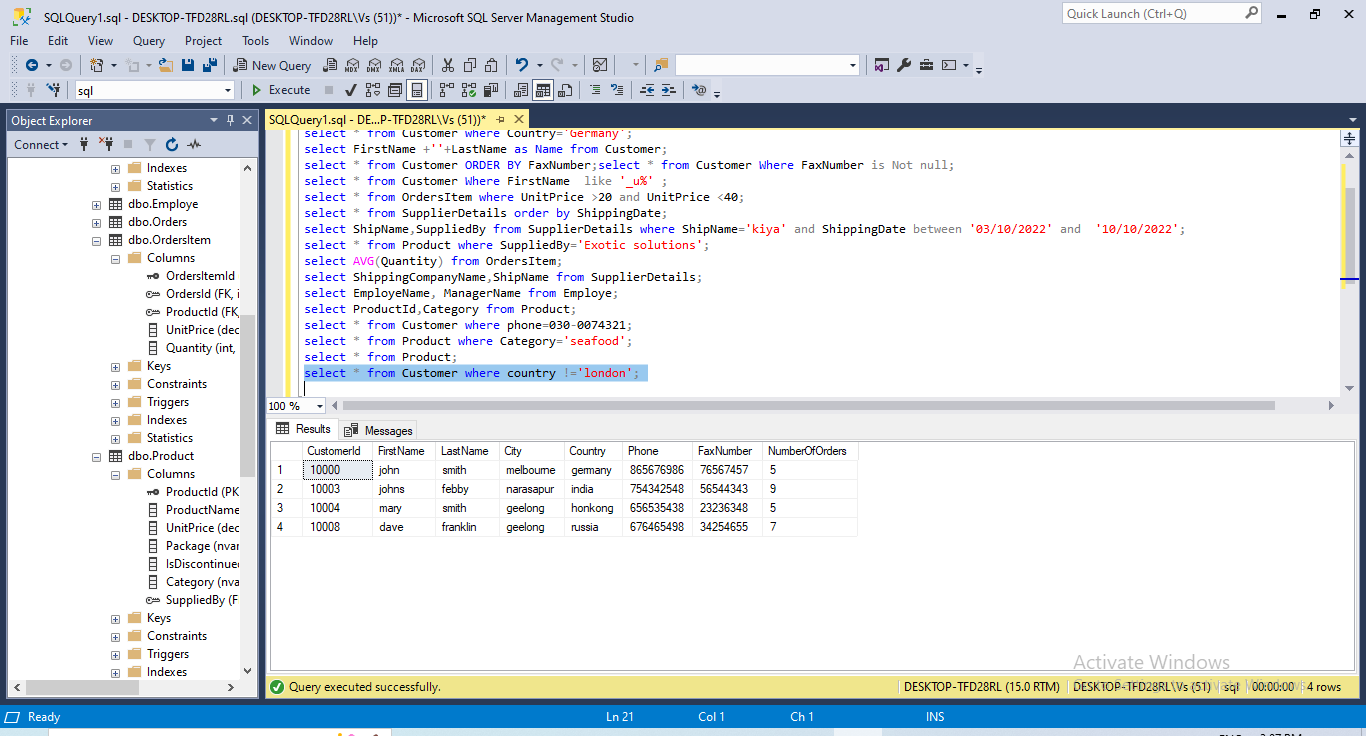 SQLQuery1.sql - DESKTOP-TFD28RL.sql (DESKTOP-TFD28RL\Vs (51))* - Microsoft SQL Server Management Studio
Quick Launch (Ctrl+Q)
File Edit View Query Project Tools Window Help
New Query MDX DMX XMLA DAX
sql Execute
Object Explorer
Connect
Indexes
Statistics
dbo.Employe
dbo.Orders
dbo.OrdersItem
Columns
OrdersItemId
OrdersId (FK, i
ProductId (FK,
UnitPrice (dec
Quantity (int,
Keys
Constraints
Triggers
Indexes
Statistics
dbo.Product
Columns
ProductId (PK
ProductName
UnitPrice (dec
Package (nvar
IsDiscontinue
Category (nva
SuppliedBy (F
Keys
Constraints
Triggers
Indexes
SQLQuery1.sql - DE...P-TFD28RL\Vs (51))*
select * from Customer where Country='Germany';
select FirstName +''+LastName as Name from Customer;
select * from Customer ORDER BY FaxNumber;select * from Customer Where FaxNumber is Not null;
select * from Customer Where FirstName  like '_u%' ;
select * from OrdersItem where UnitPrice >20 and UnitPrice <40;
select * from SupplierDetails order by ShippingDate;
select ShipName,SuppliedBy from SupplierDetails where ShipName='kiya' and ShippingDate between '03/10/2022' and  '10/10/2022';
select * from Product where SuppliedBy='Exotic solutions';
select AVG(Quantity) from OrdersItem;
select ShippingCompanyName,ShipName from SupplierDetails;
select EmployeName, ManagerName from Employe;
select ProductId,Category from Product;
select * from Customer where phone=030-0074321;
select * from Product where Category='seafood';
select * from Product;
select * from Customer where country !='london';
100 %
Results Messages
CustomerId FirstName LastName City Country Phone FaxNumber NumberOfOrders
1 10000 john smith melbourne germany 865676986 76567457 5
2 10003 johns febby narasapur india 754342548 56544343 9
3 10004 mary smith geelong honkong 656535438 23236348 5
4 10008 dave franklin geelong russia 676465498 34254655 7
Activate Windows
Query executed successfully. DESKTOP-TFD28RL (15.0 RTM) DESKTOP-TFD28RL\Vs (51) sql 00:00:00 4 rows
Ready Ln 21 Col 1 Ch 1 INS